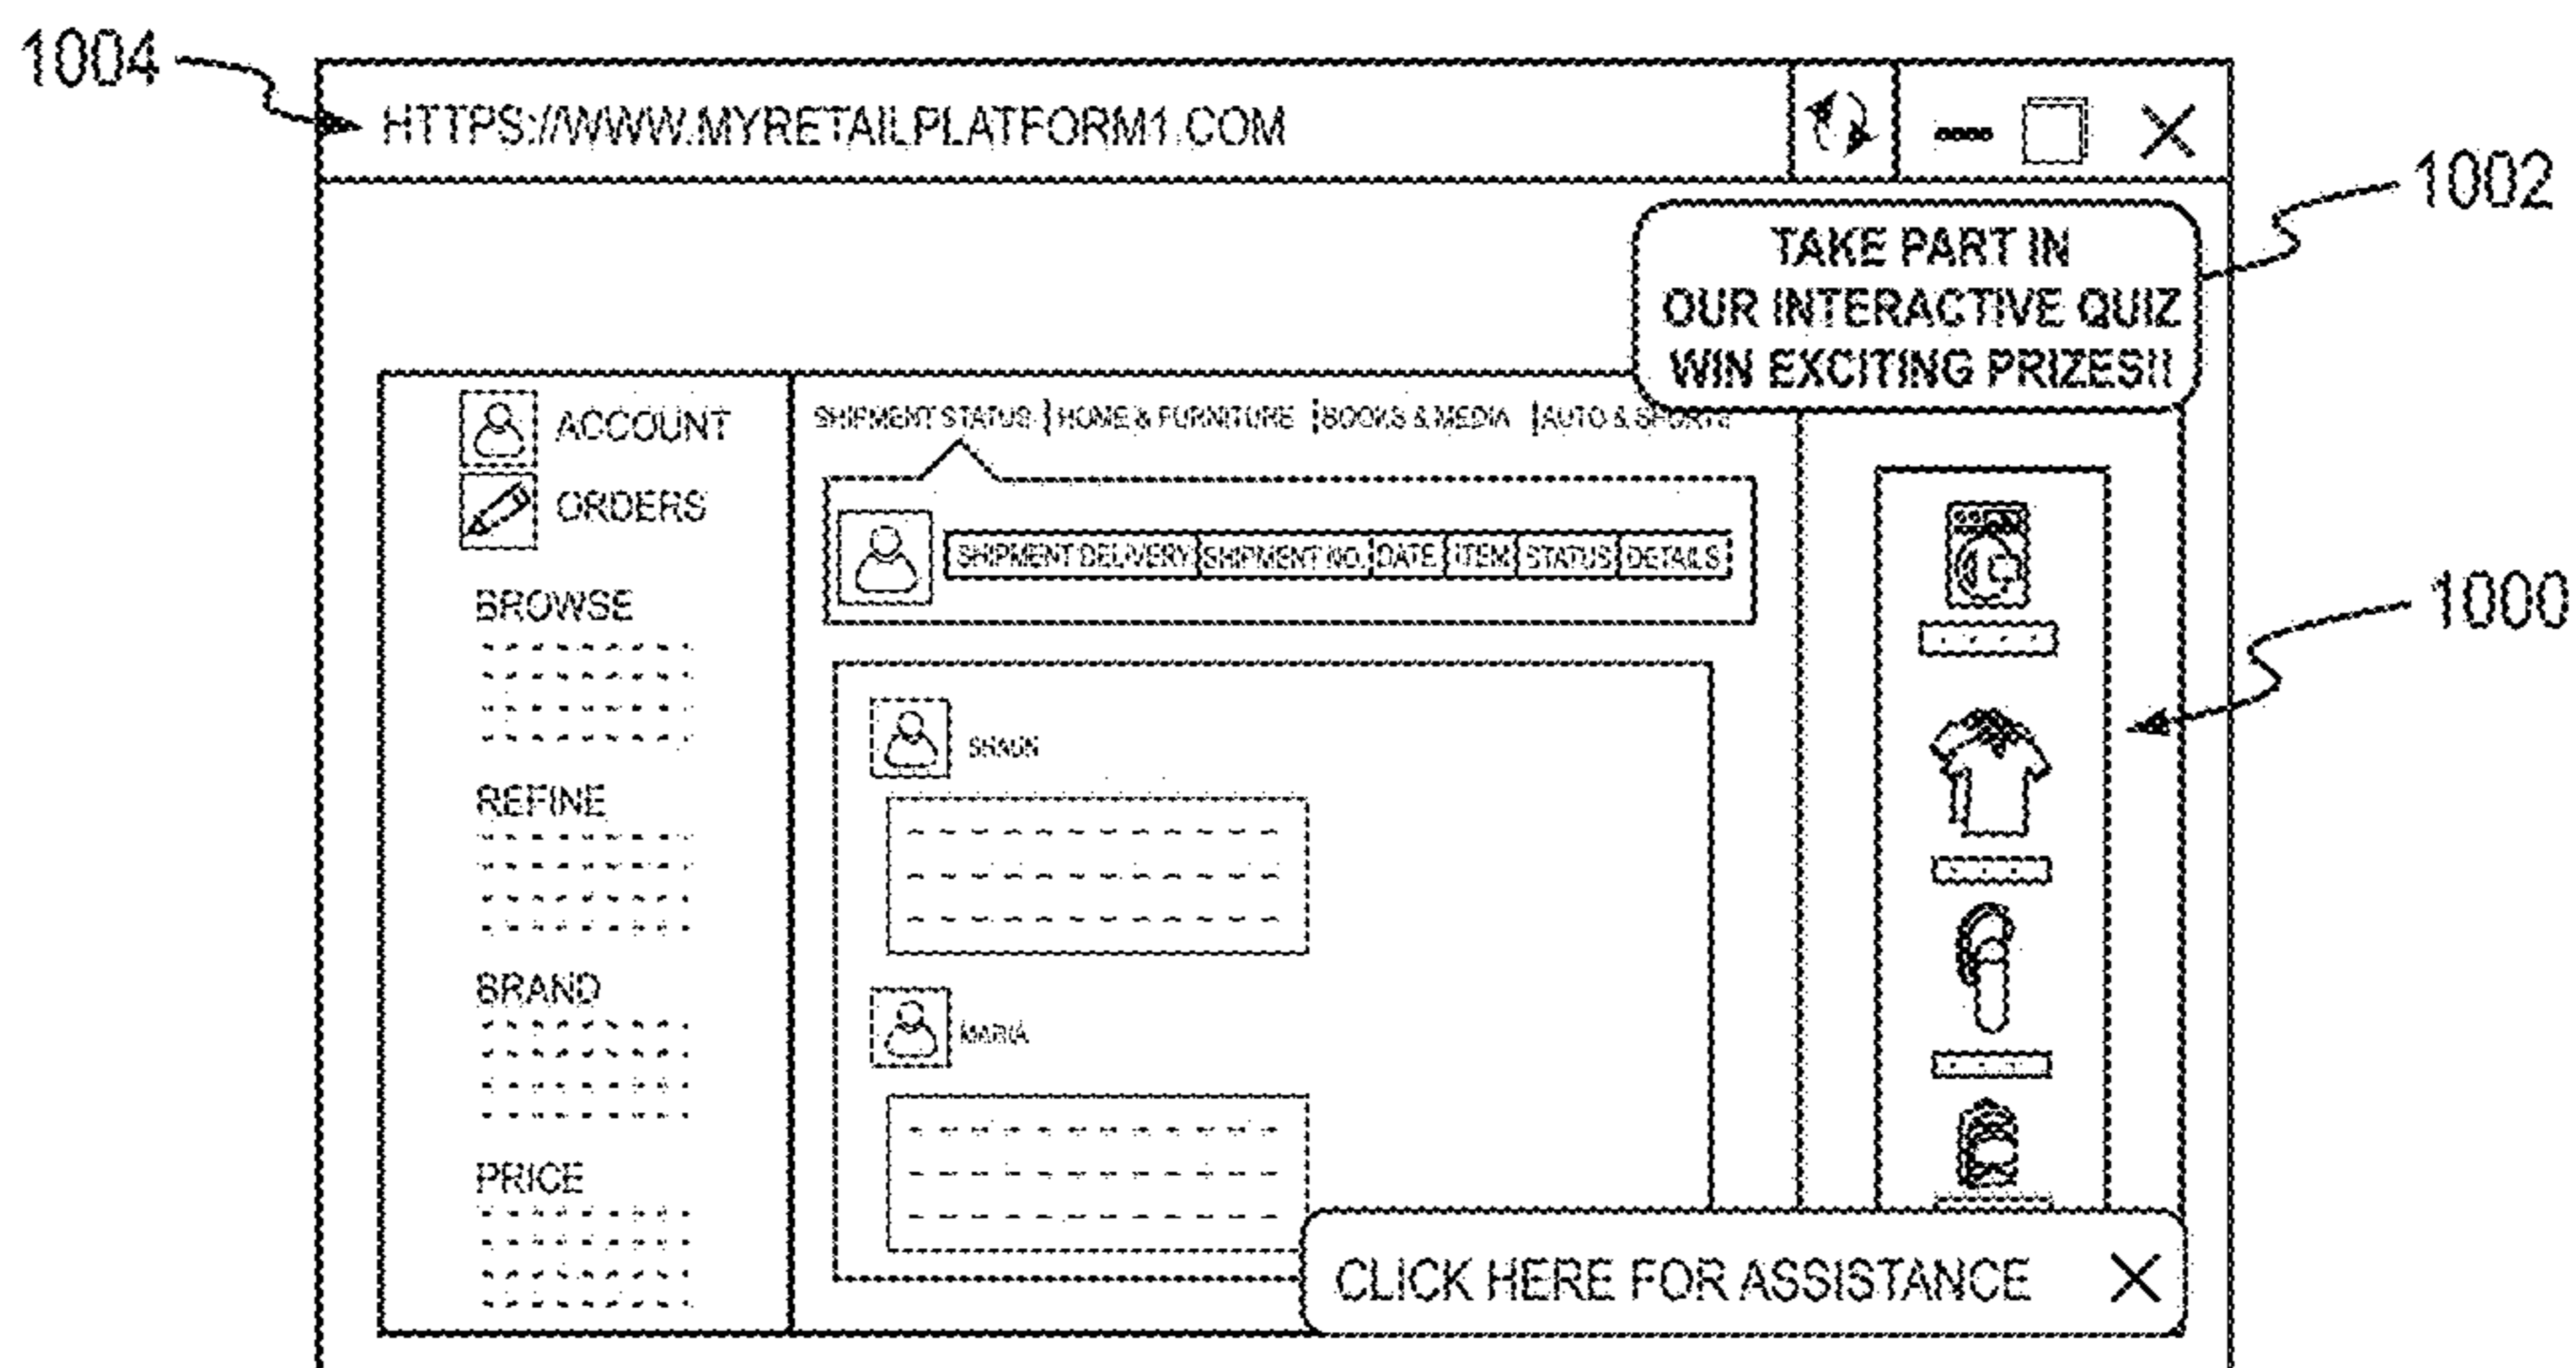 1004
HTTPS://WWW.MYRETAILPLATFORM1.COM
1002
TAKE PART IN
OUR INTERACTIVE QUIZ
WIN EXCITING PRIZES!!
ACCOUNT
ORDERS
BROWSE
REFINE
BRAND
PRICE
SHIPMENT STATUS | HOME & FURNITURE | BOOKS & MEDIA | AUTO & SPORTS
SHIPMENT DELIVERY SHIPMENT NO. DATE ITEM STATUS DETAILS
SHAUN
MARIA
1000
CLICK HERE FOR ASSISTANCE X